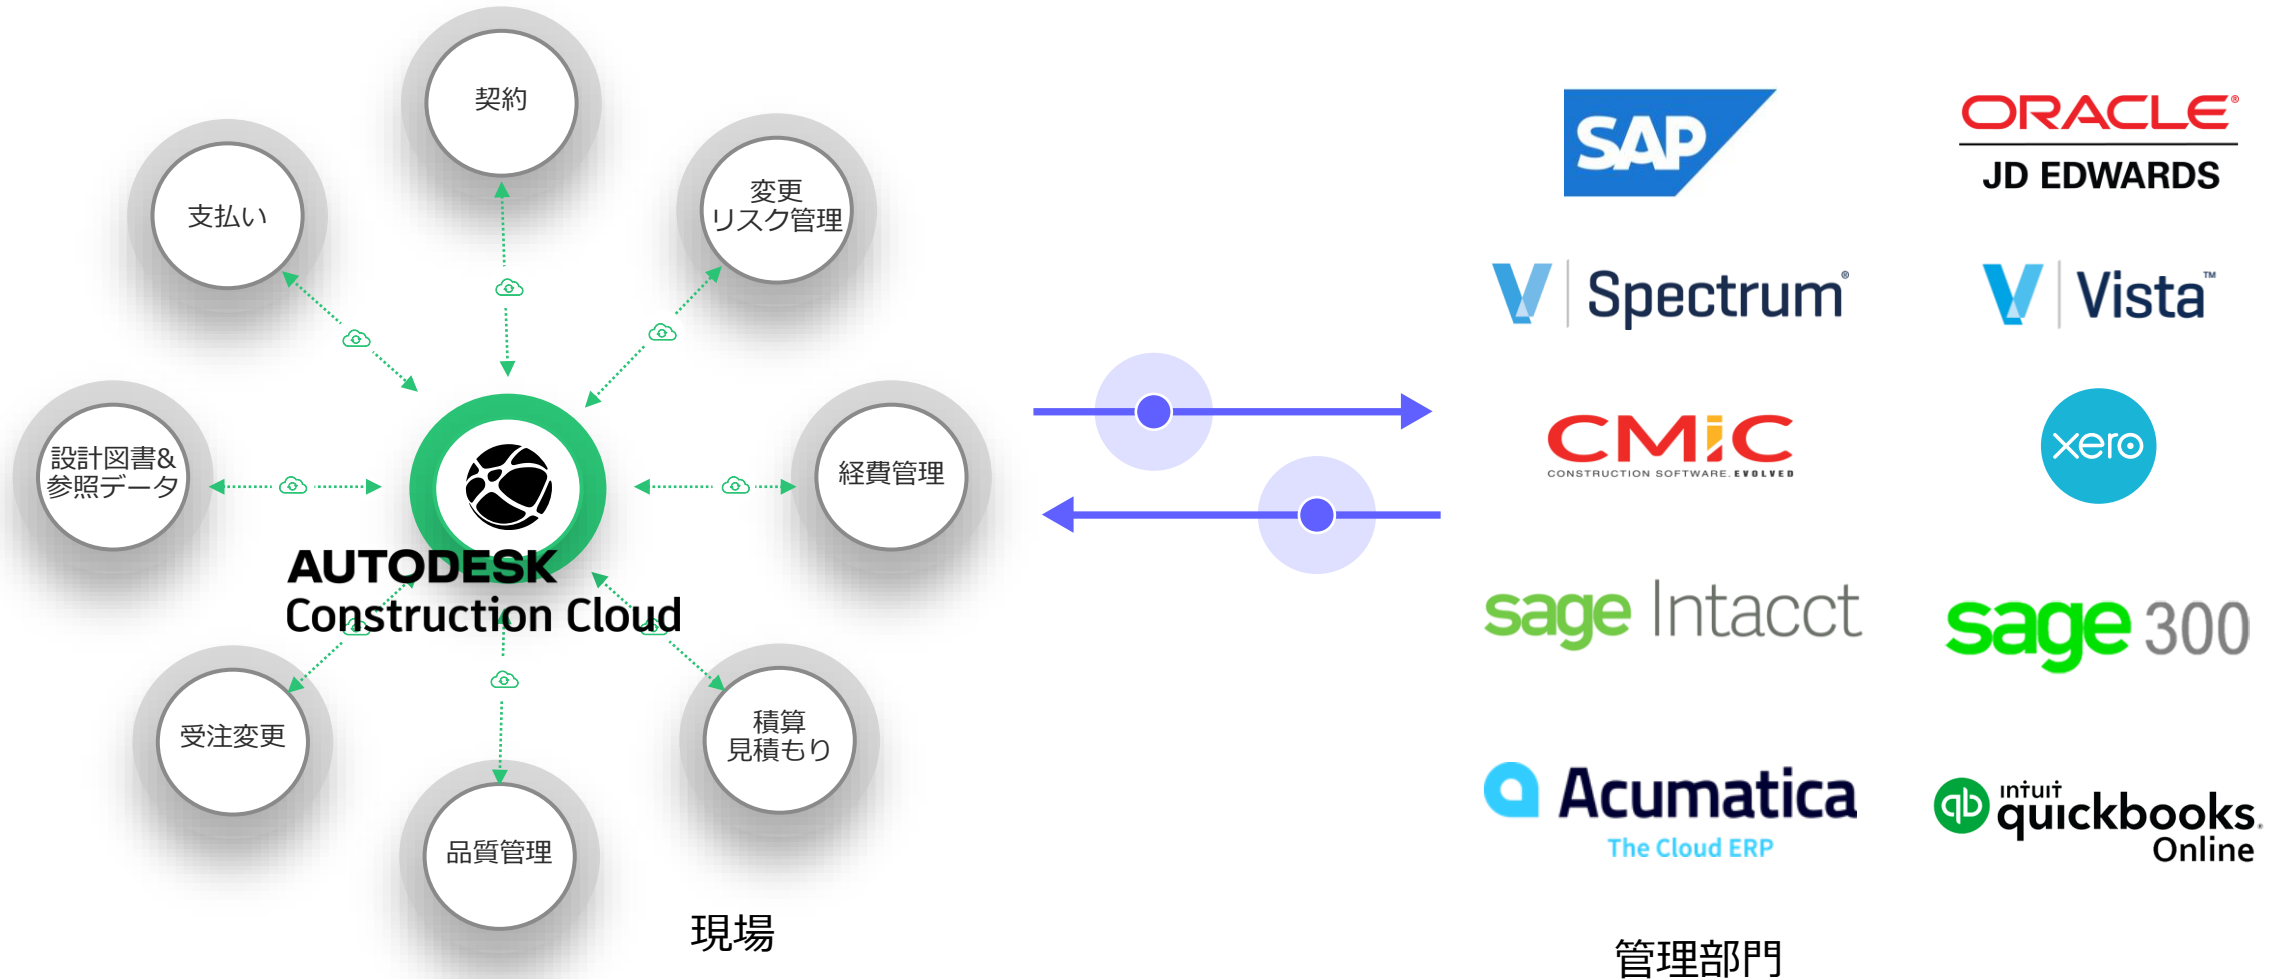 契約
支払い
変更
リスク管理
設計図書&
参照データ
経費管理
AUTODESK
Construction Cloud
受注変更
積算
見積もり
品質管理
現場
SAP
ORACLE®
JD EDWARDS
Spectrum®
Vista™
CMiC
CONSTRUCTION SOFTWARE. EVOLVED
xero
sage Intacct
sage 300
Acumatica
The Cloud ERP
qb
intuit
quickbooks.
Online
管理部門